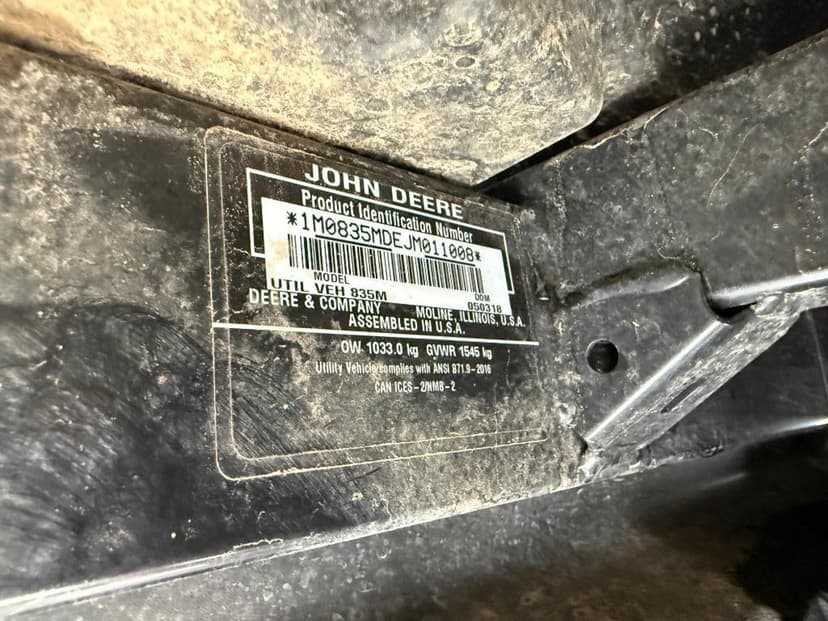 JOHN DEERE
Product Identification Number
*1M0835MDEJM011008*
MODEL DOM
UTIL VEH 835M 050318
DEERE & COMPANY MOLINE, ILLINOIS, U.S.A.
ASSEMBLED IN U.S.A.
OW 1033.0 kg GVWR 1545 kg
Utility Vehicle complies with ANSI B71.9-2016
CAN ICES-2/NMB-2